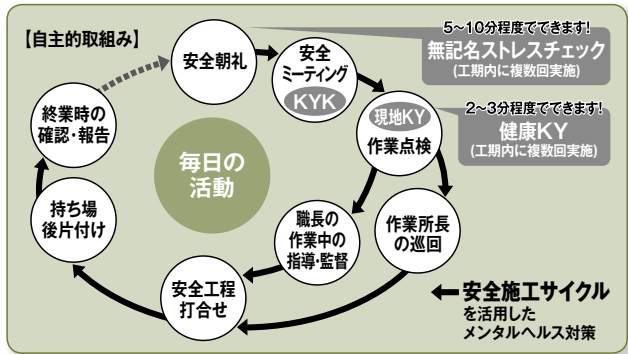 【自主的取組み】
5～10分程度でできます!
無記名ストレスチェック
(工期内に複数回実施)
安全朝礼
安全
ミーティング
KYK
2～3分程度でできます!
健康KY
(工期内に複数回実施)
現地KY
作業点検
終業時の
確認・報告
毎日の
活動
持ち場
後片付け
職長の
作業中の
指導・監督
作業所長
の巡回
安全工程
打合せ
安全施工サイクル
を活用した
メンタルヘルス対策